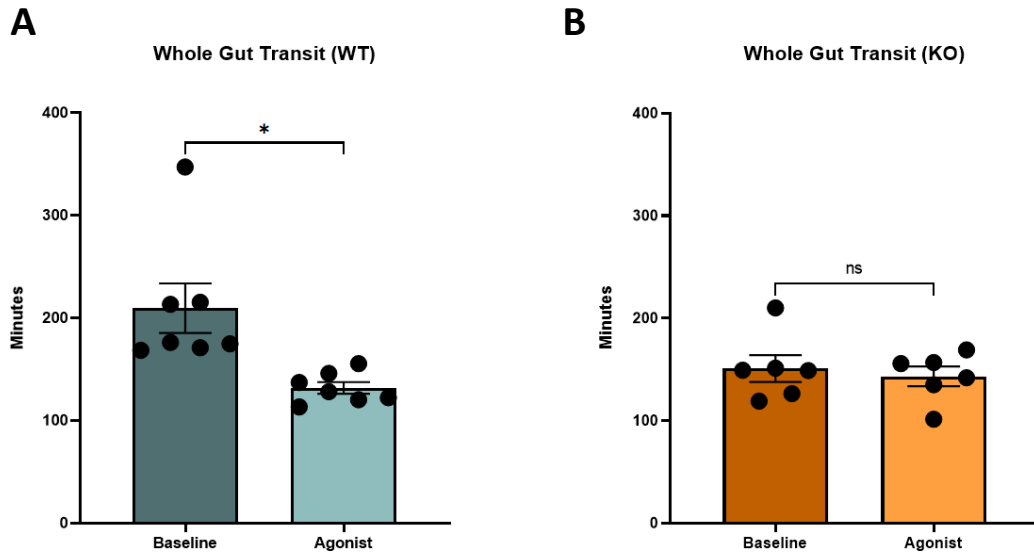 A
Whole Gut Transit (WT)
400
300
200
100
0
Minutes
*
Baseline
Agonist
B
Whole Gut Transit (KO)
400
300
200
100
0
Minutes
ns
Baseline
Agonist